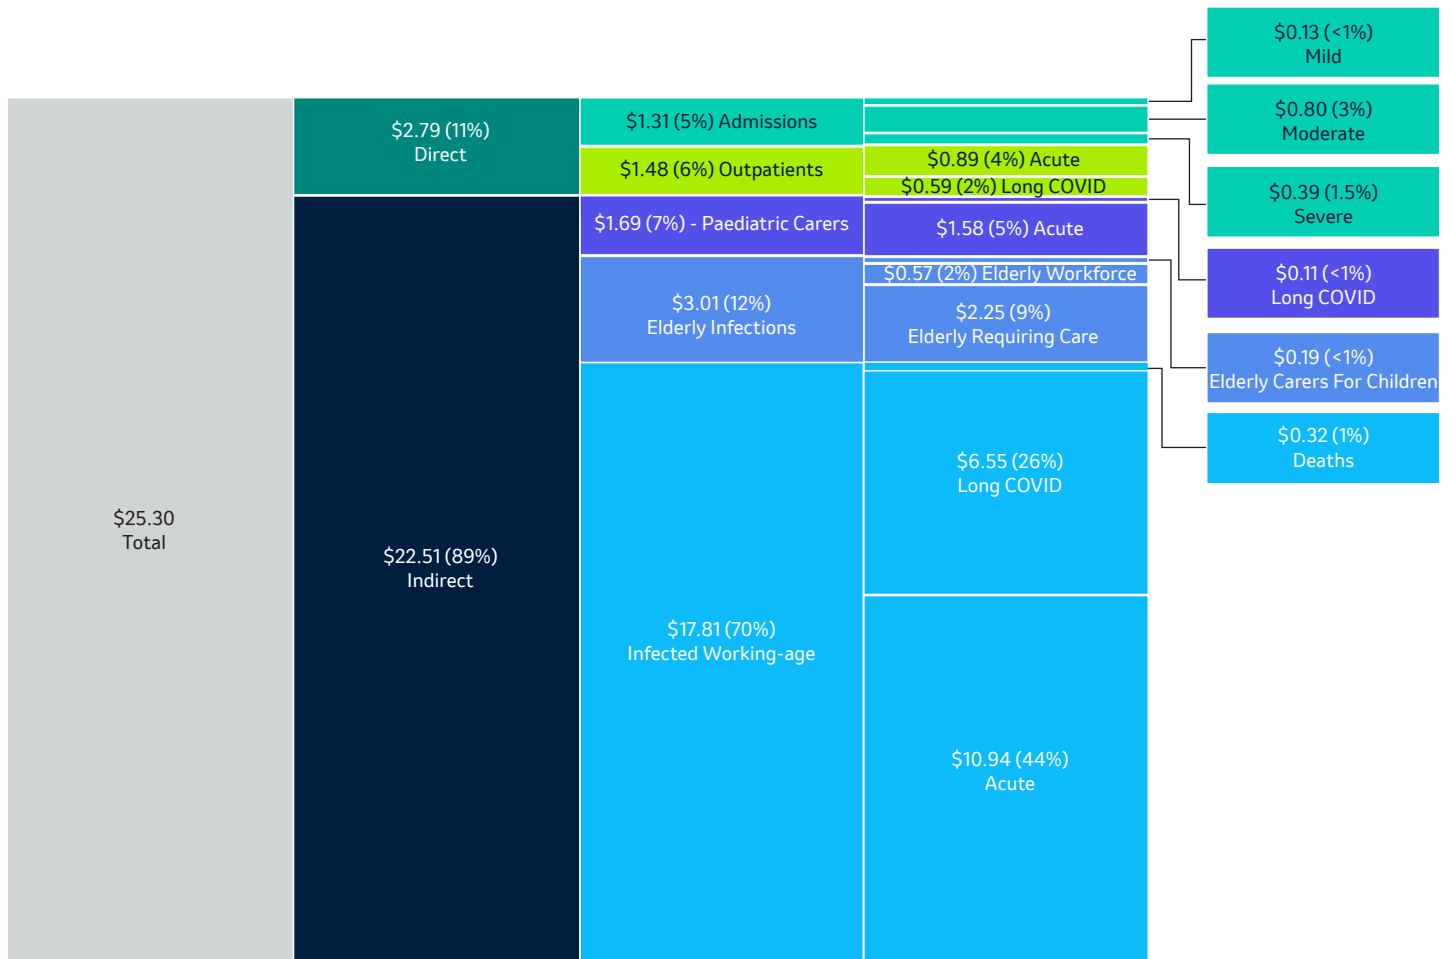 $25.30
Total
$2.79 (11%)
Direct
$22.51 (89%)
Indirect
$1.31 (5%) Admissions
$1.48 (6%) Outpatients
$1.69 (7%) - Paediatric Carers
$3.01 (12%)
Elderly Infections
$17.81 (70%)
Infected Working-age
$0.89 (4%) Acute
$0.59 (2%) Long COVID
$1.58 (5%) Acute
$0.57 (2%) Elderly Workforce
$2.25 (9%)
Elderly Requiring Care
$6.55 (26%)
Long COVID
$10.94 (44%)
Acute
$0.13 (<1%)
Mild
$0.80 (3%)
Moderate
$0.39 (1.5%)
Severe
$0.11 (<1%)
Long COVID
$0.19 (<1%)
Elderly Carers For Children
$0.32 (1%)
Deaths